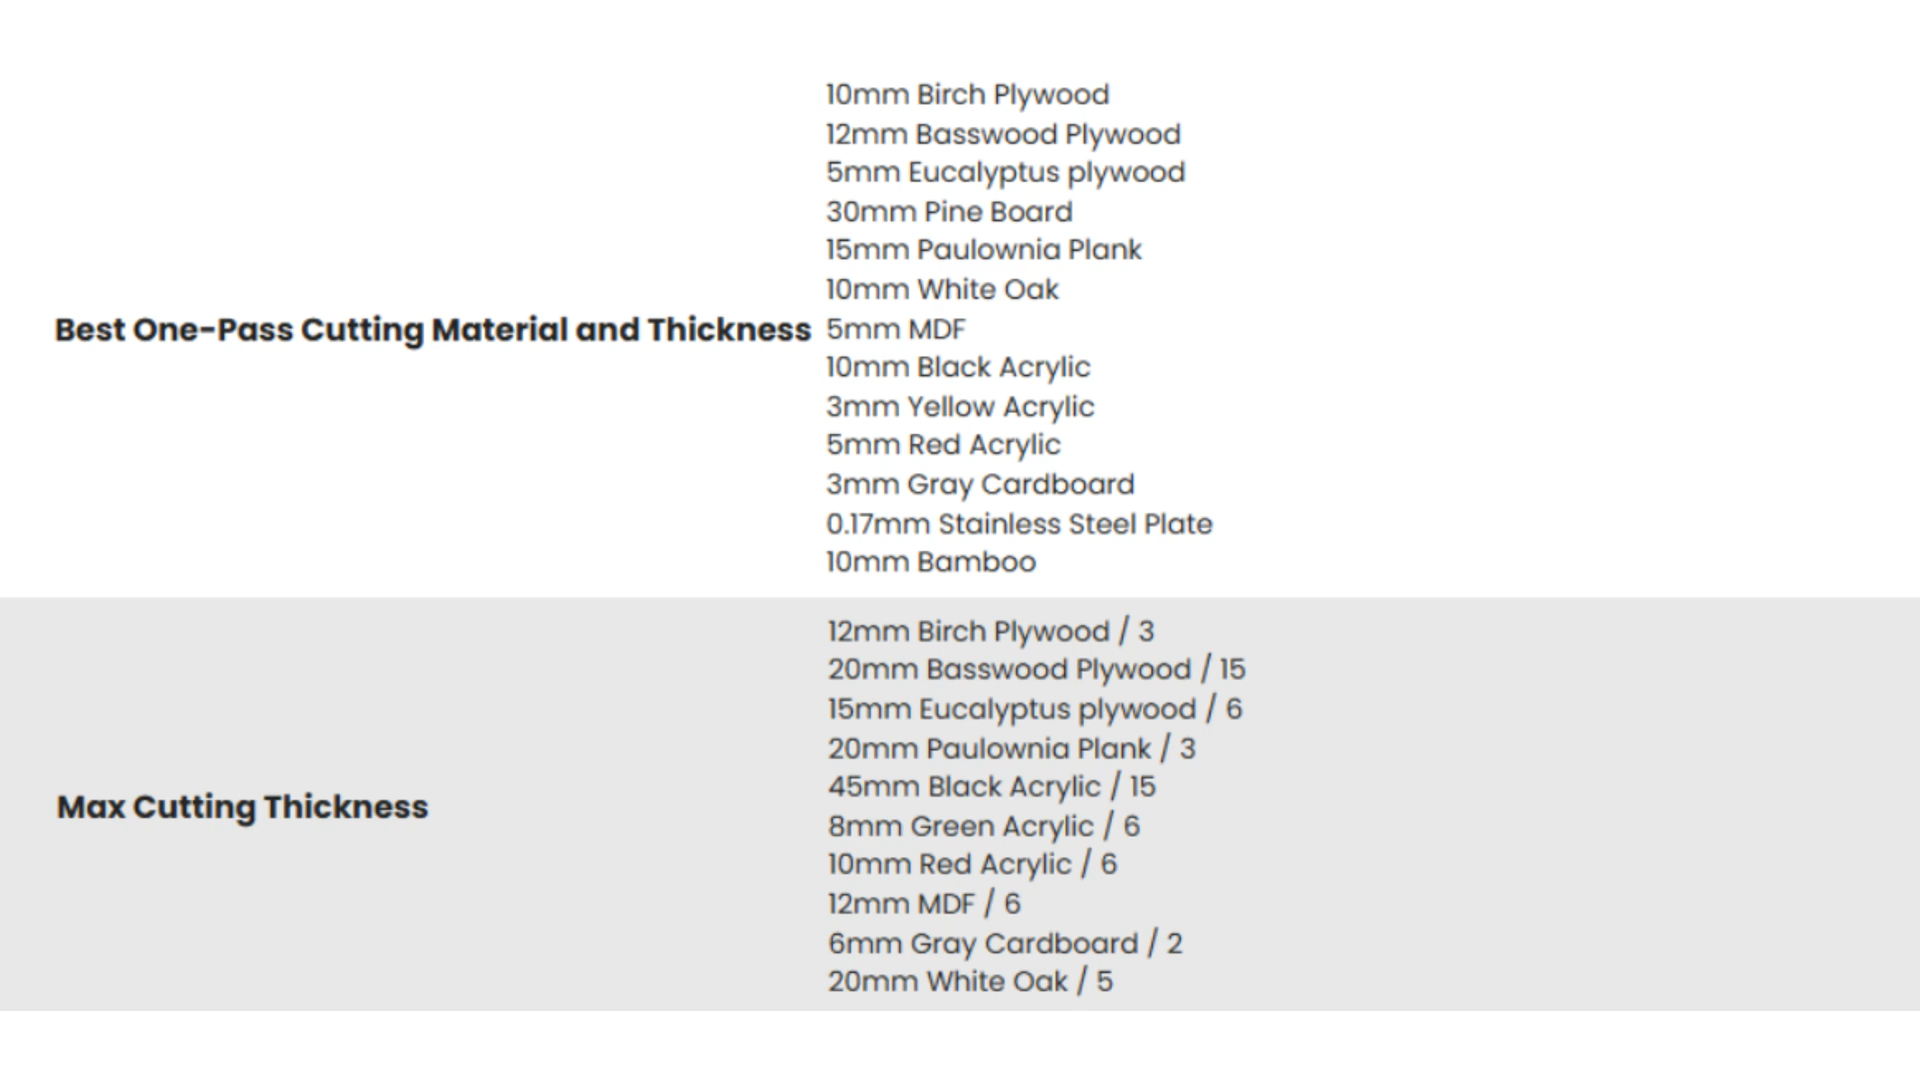 10mm Birch Plywood
12mm Basswood Plywood
5mm Eucalyptus plywood
30mm Pine Board
15mm Paulownia Plank
10mm White Oak
Best One-Pass Cutting Material and Thickness
5mm MDF
10mm Black Acrylic
3mm Yellow Acrylic
5mm Red Acrylic
3mm Gray Cardboard
0.17mm Stainless Steel Plate
10mm Bamboo
12mm Birch Plywood / 3
20mm Basswood Plywood / 15
15mm Eucalyptus plywood / 6
20mm Paulownia Plank / 3
45mm Black Acrylic / 15
Max Cutting Thickness
8mm Green Acrylic / 6
10mm Red Acrylic / 6
12mm MDF / 6
6mm Gray Cardboard / 2
20mm White Oak / 5